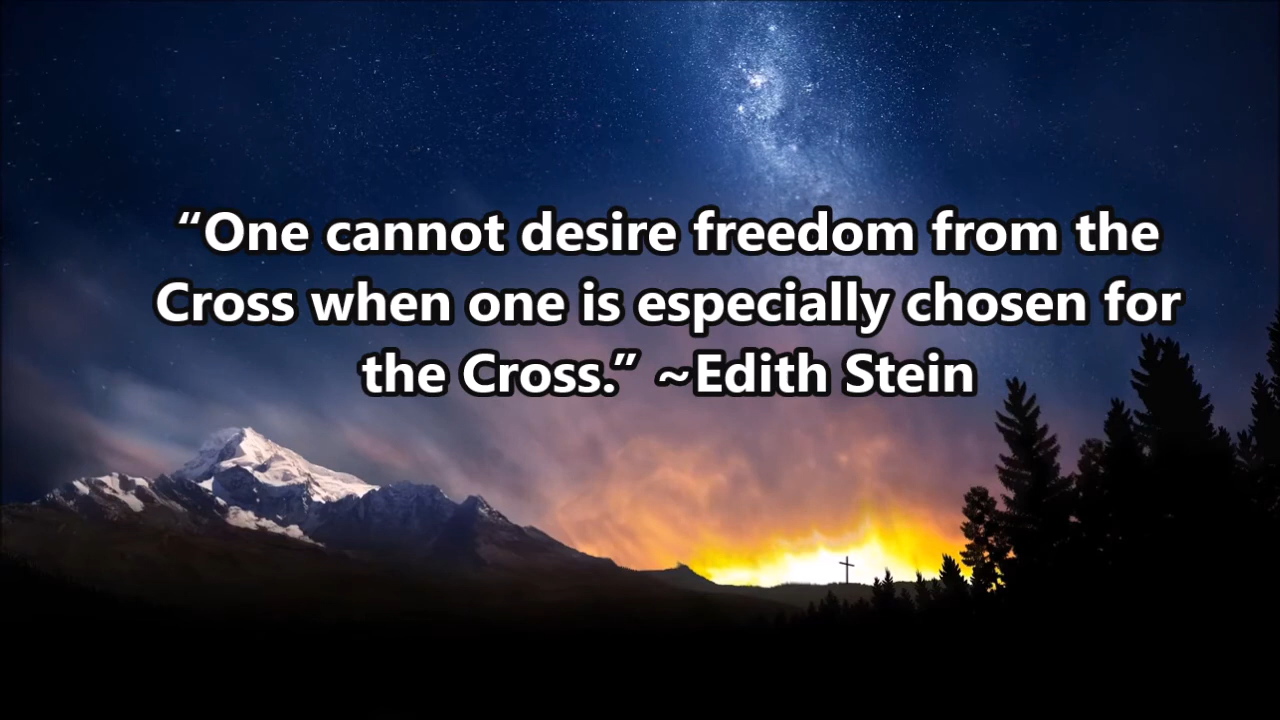 “One cannot desire freedom from the
Cross when one is especially chosen for
the Cross.” ~Edith Stein